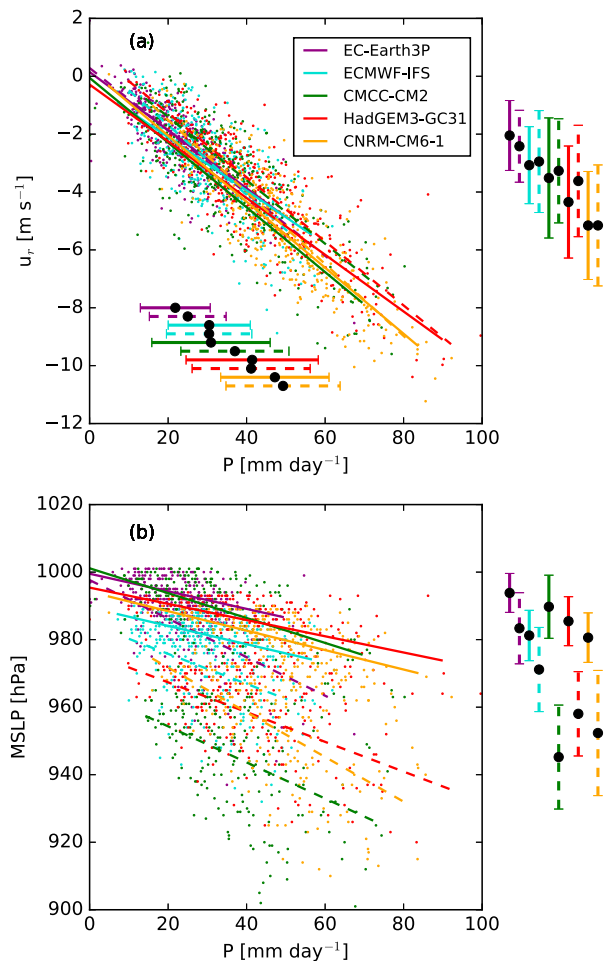 (a)
EC-Earth3P
ECMWF-IFS
CMCC-CM2
HadGEM3-GC31
CNRM-CM6-1
2
0
−2
−4
−6
−8
−10
−12
u_r [m s⁻¹]
0 20 40 60 80 100
P [mm day⁻¹]
(b)
1020
1000
980
960
940
920
900
MSLP [hPa]
0 20 40 60 80 100
P [mm day⁻¹]